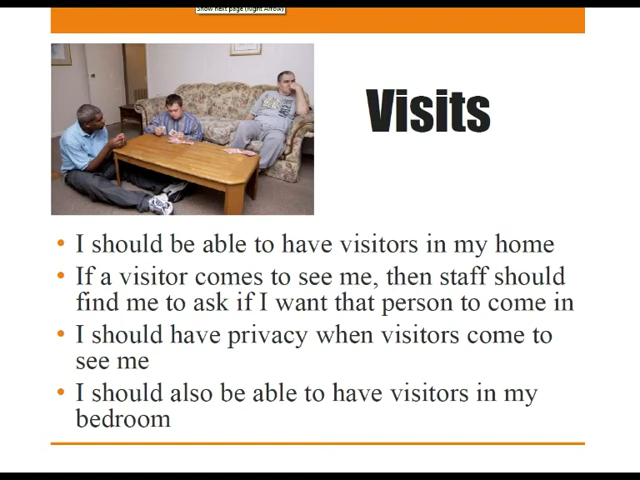 Show next page (Right Arrow)
Visits
• I should be able to have visitors in my home
• If a visitor comes to see me, then staff should
find me to ask if I want that person to come in
• I should have privacy when visitors come to
see me
• I should also be able to have visitors in my
bedroom